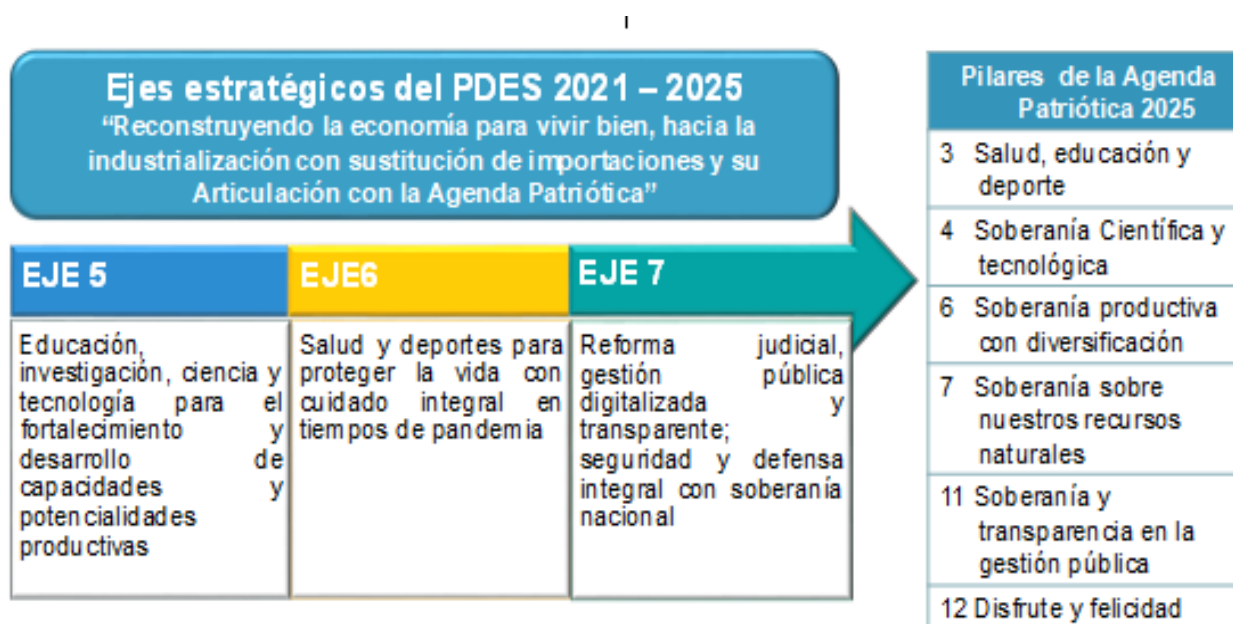 Ejes estratégicos del PDES 2021 – 2025
“Reconstruyendo la economía para vivir bien, hacia la
industrialización con sustitución de importaciones y su
Articulación con la Agenda Patriótica”
EJE 5
Educación,
investigación, ciencia y
tecnología para el
fortalecimiento y
desarrollo de
capacidades y
potencialidades
productivas
EJE6
Salud y deportes para
proteger la vida con
cuidado integral en
tiempos de pandemia
EJE 7
Reforma judicial,
gestión pública
digitalizada y
transparente;
seguridad y defensa
integral con soberanía
nacional
Pilares de la Agenda
Patriótica 2025
3 Salud, educación y
deporte
4 Soberanía Científica y
tecnológica
6 Soberanía productiva
con diversificación
7 Soberanía sobre
nuestros recursos
naturales
11 Soberanía y
transparencia en la
gestión pública
12 Disfrute y felicidad